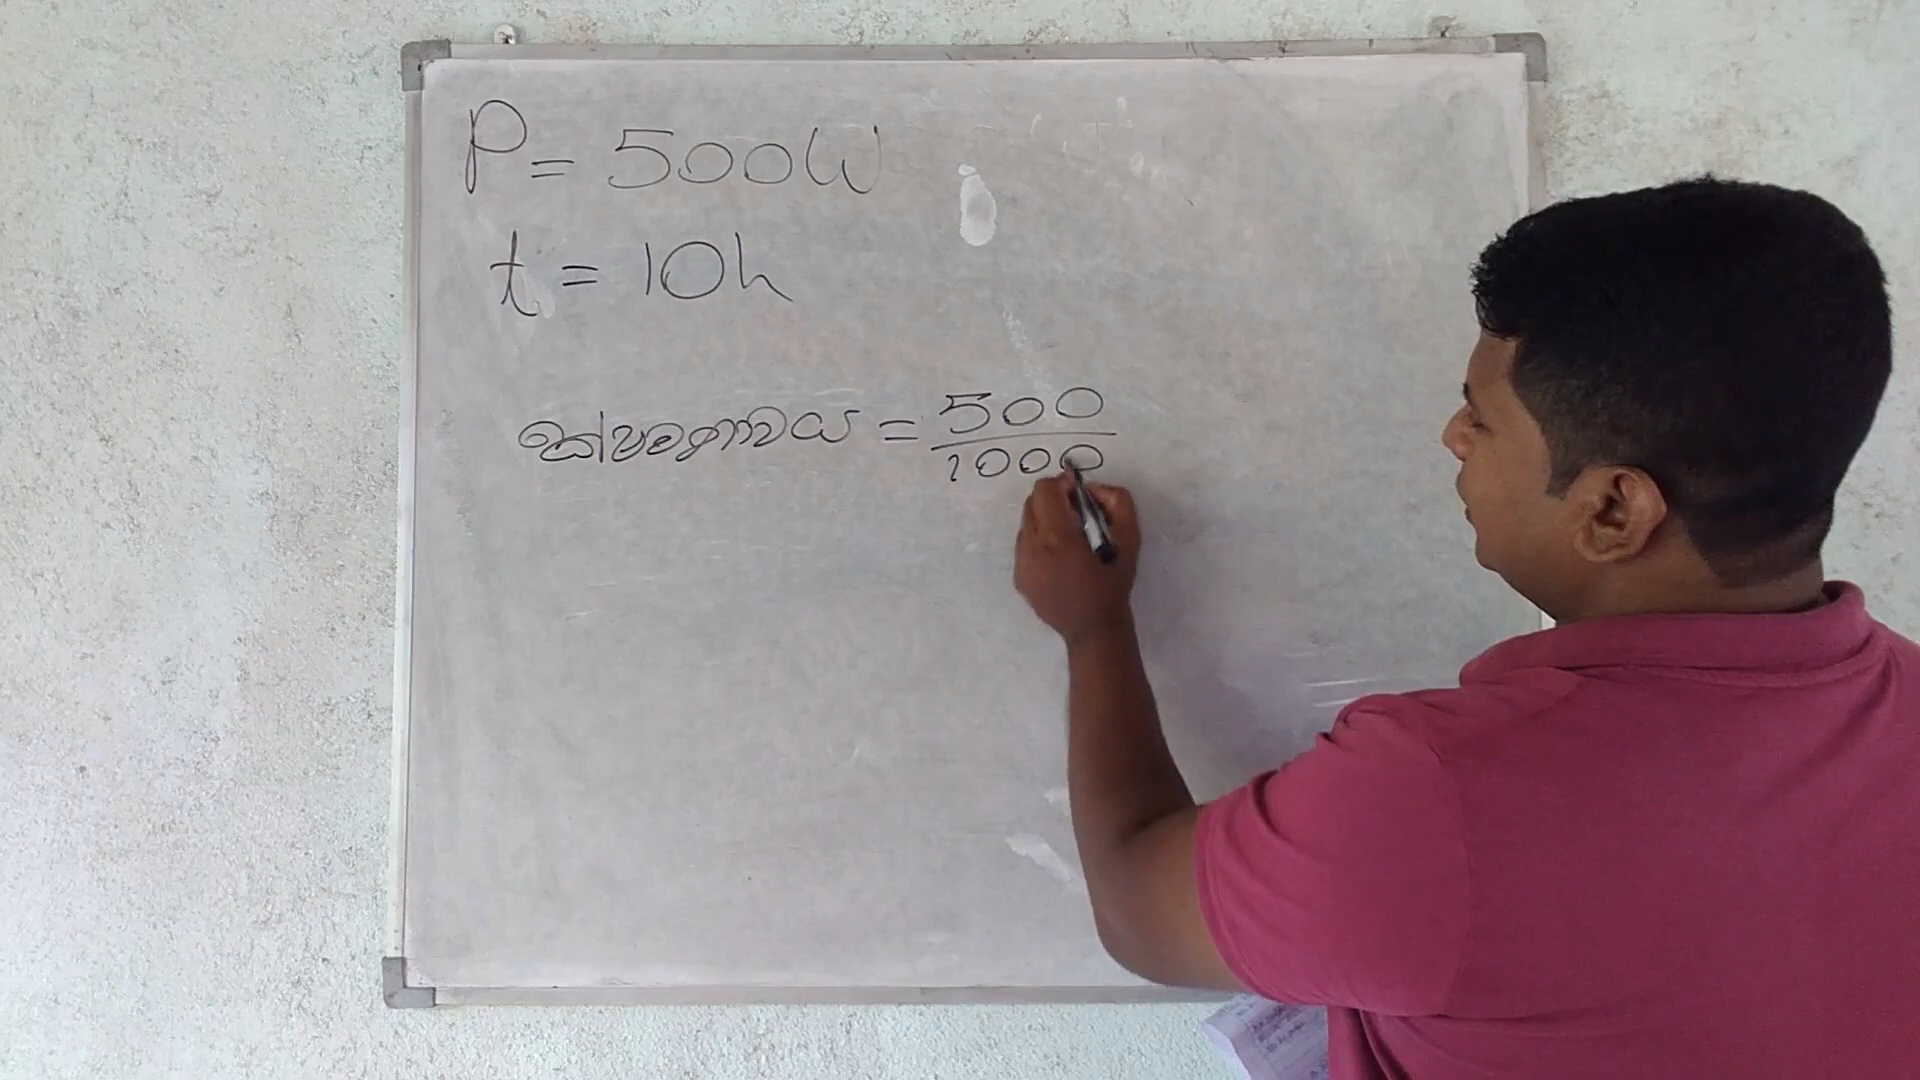 P = 500W
t = 10h
ක්ෂමතාවය = 500/1000